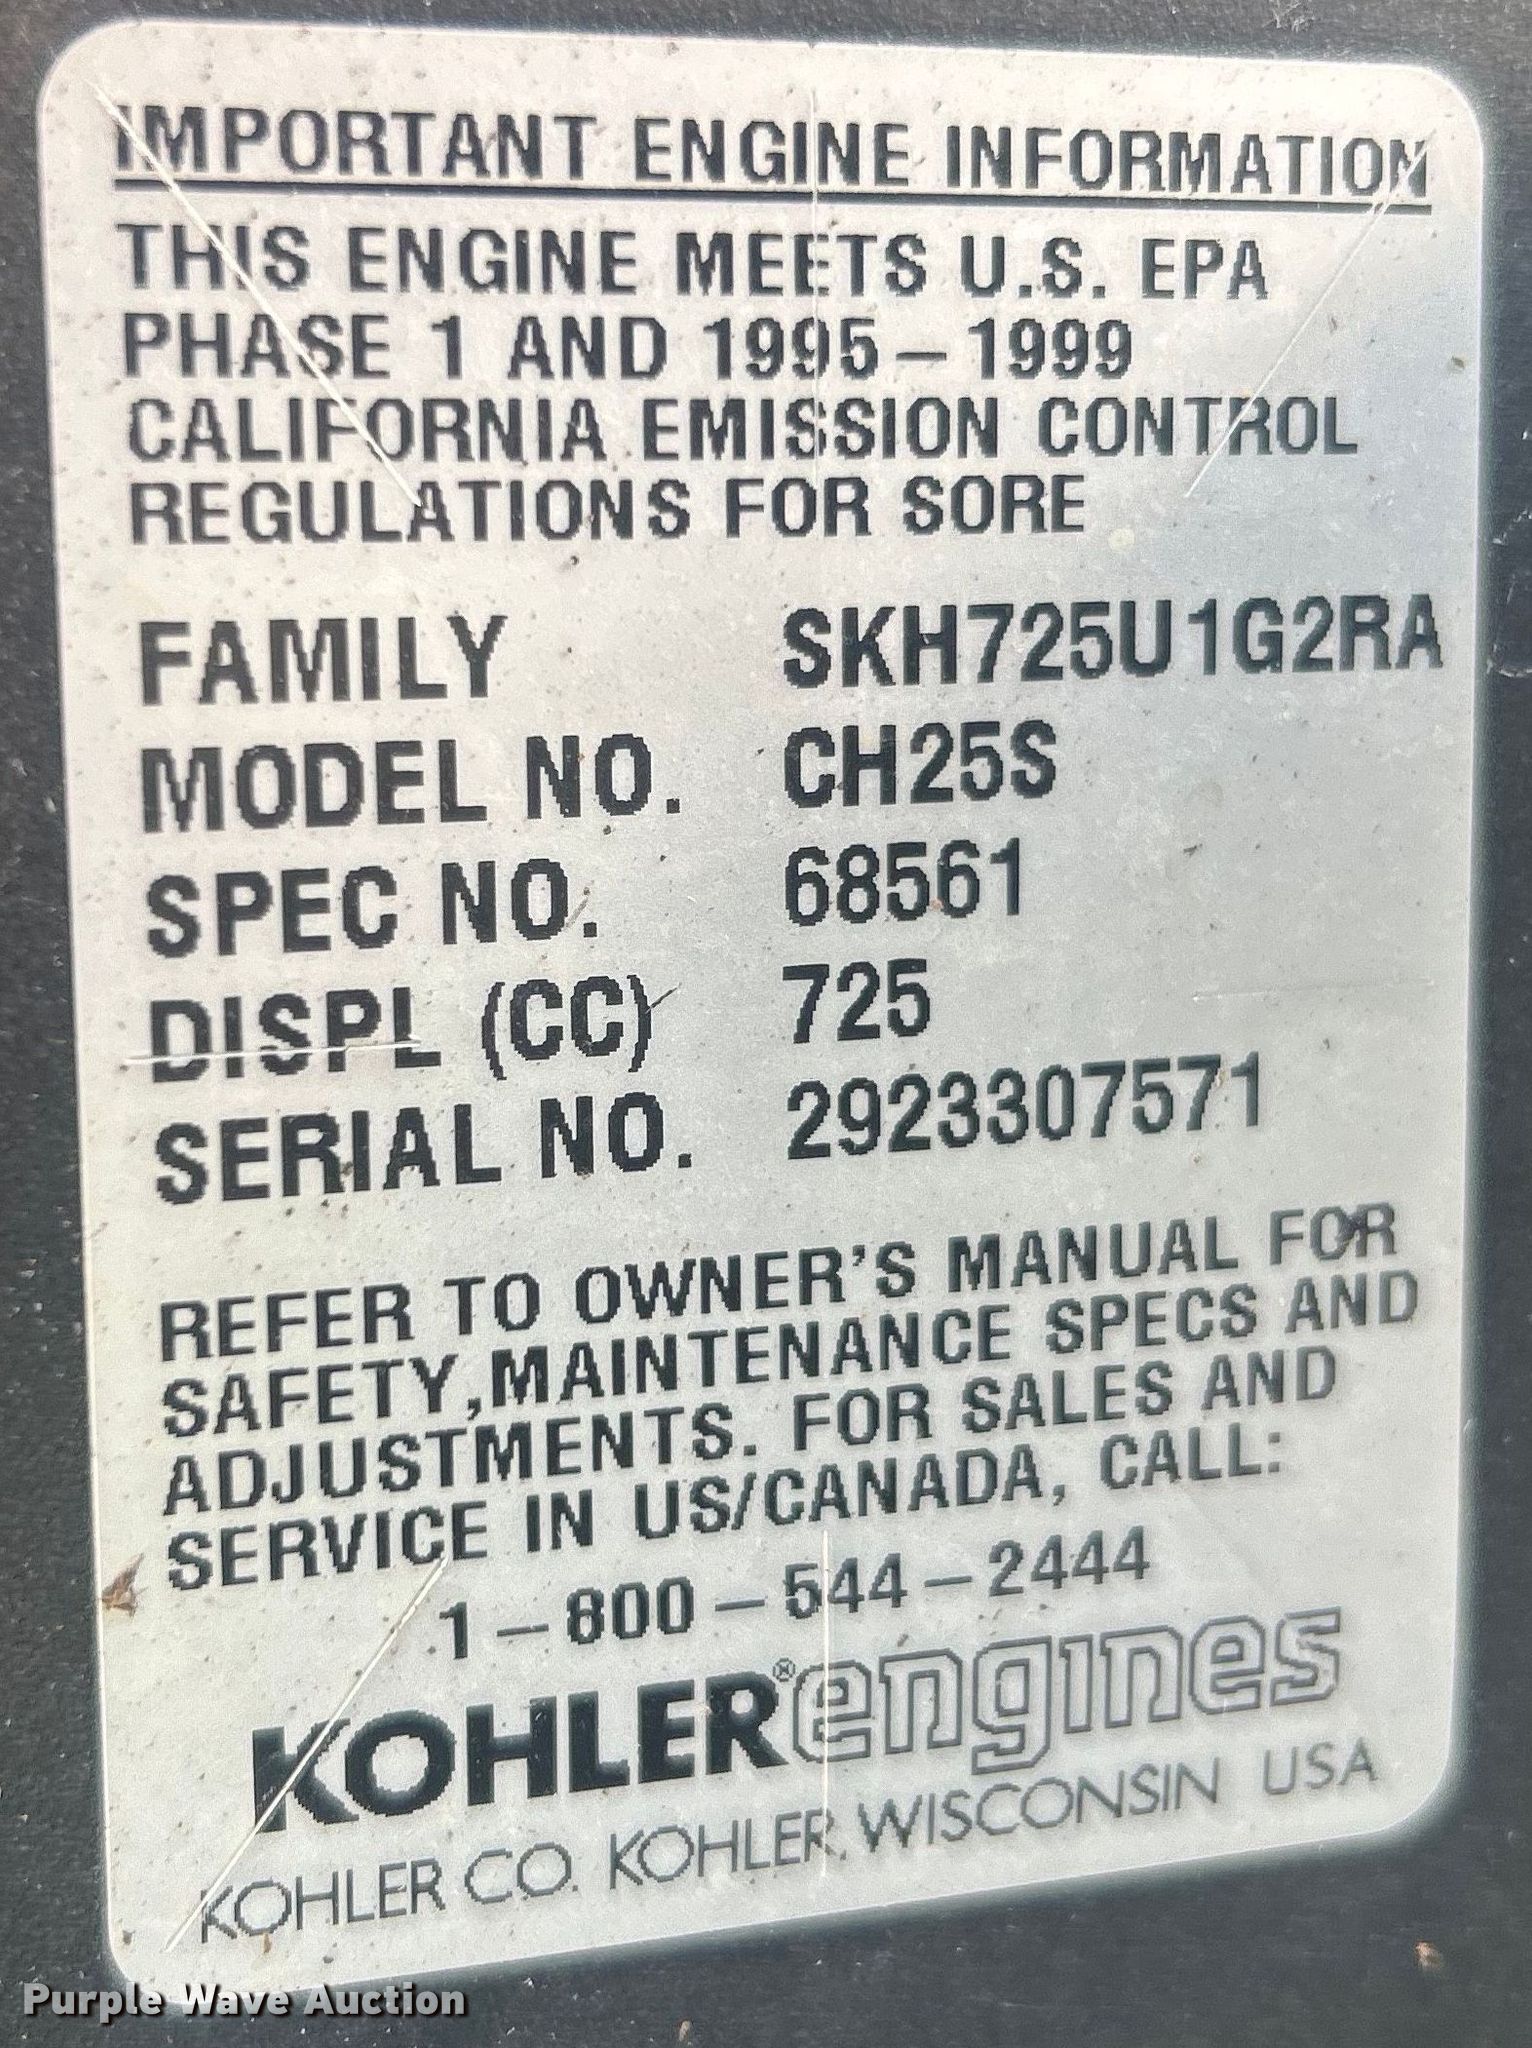 IMPORTANT ENGINE INFORMATION
THIS ENGINE MEETS U.S. EPA
PHASE 1 AND 1995-1999
CALIFORNIA EMISSION CONTROL
REGULATIONS FOR SORE
FAMILY SKH725U1G2RA
MODEL NO. CH25S
SPEC NO. 68561
DISPL (CC) 725
SERIAL NO. 2923307571
REFER TO OWNER'S MANUAL FOR
SAFETY,MAINTENANCE SPECS AND
ADJUSTMENTS. FOR SALES AND
SERVICE IN US/CANADA, CALL:
1-800-544-2444
KOHLER®engines
KOHLER CO. KOHLER, WISCONSIN USA
Purple Wave Auction